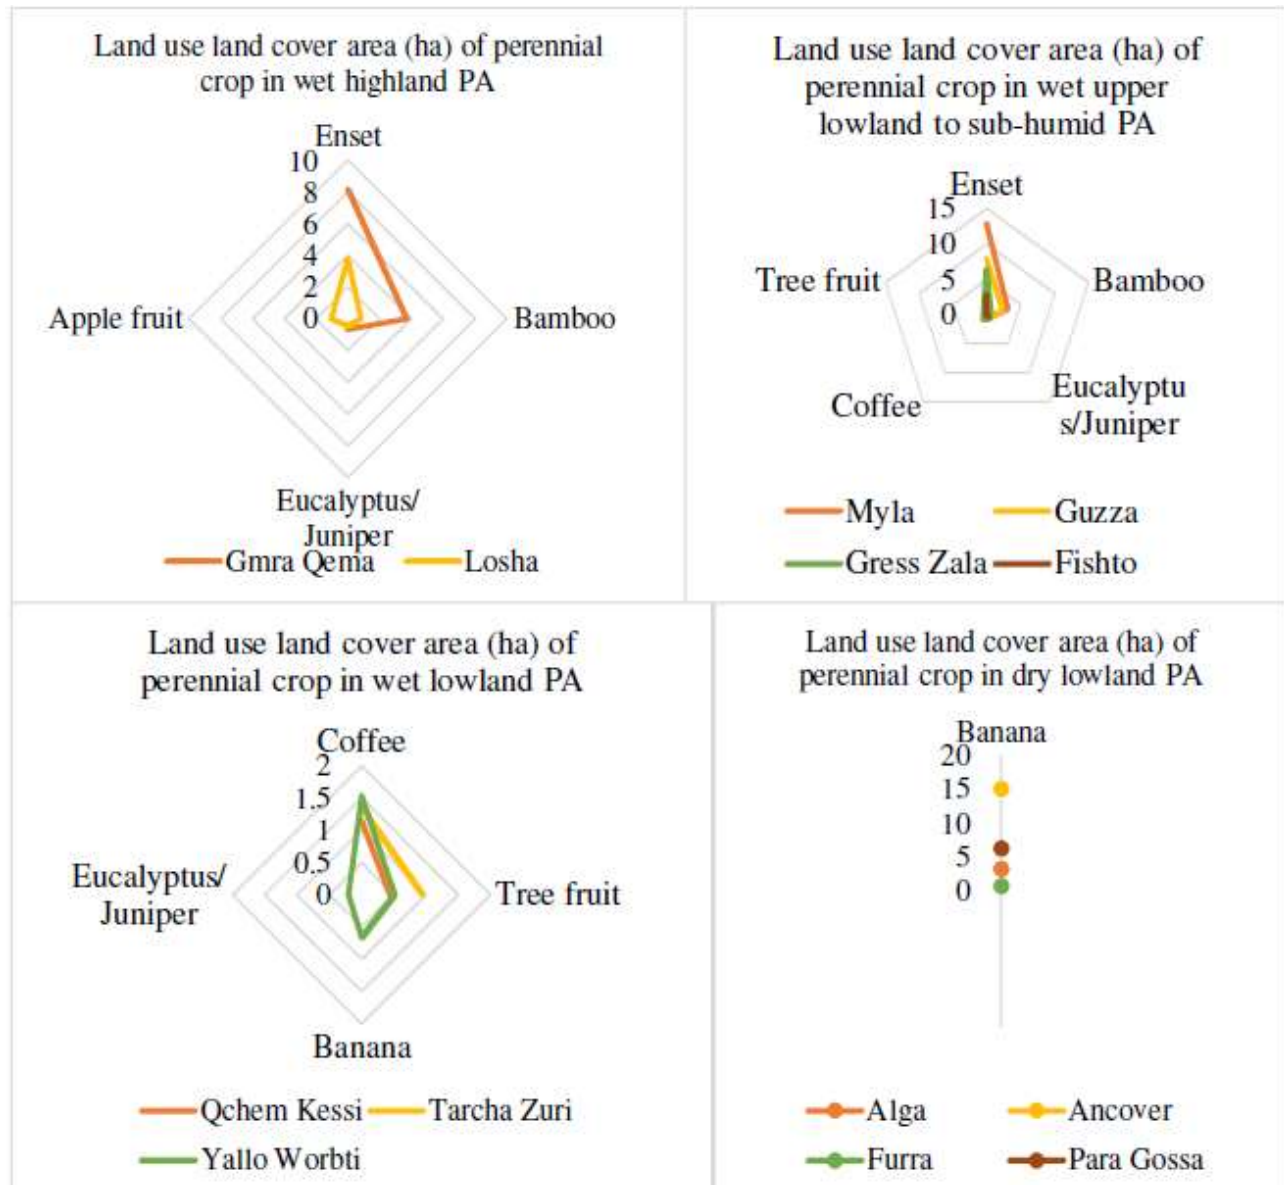 Land use land cover area (ha) of perennial
crop in wet highland PA
Enset
10
8
6
4
2
0
Apple fruit
Bamboo
Eucalyptus/
Juniper
Gmra Qema
Losha
Land use land cover area (ha) of
perennial crop in wet upper
lowland to sub-humid PA
Enset
15
10
5
0
Tree fruit
Bamboo
Coffee
Eucalyptu
s/Juniper
Myla
Guzza
Gress Zala
Fishto
Land use land cover area (ha) of
perennial crop in wet lowland PA
Coffee
2
1.5
1
0.5
0
Eucalyptus/
Juniper
Tree fruit
Banana
Qchem Kessi
Tarcha Zuri
Yallo Worbti
Land use land cover area (ha) of
perennial crop in dry lowland PA
Banana
20
15
10
5
0
Alga
Ancover
Furra
Para Gossa